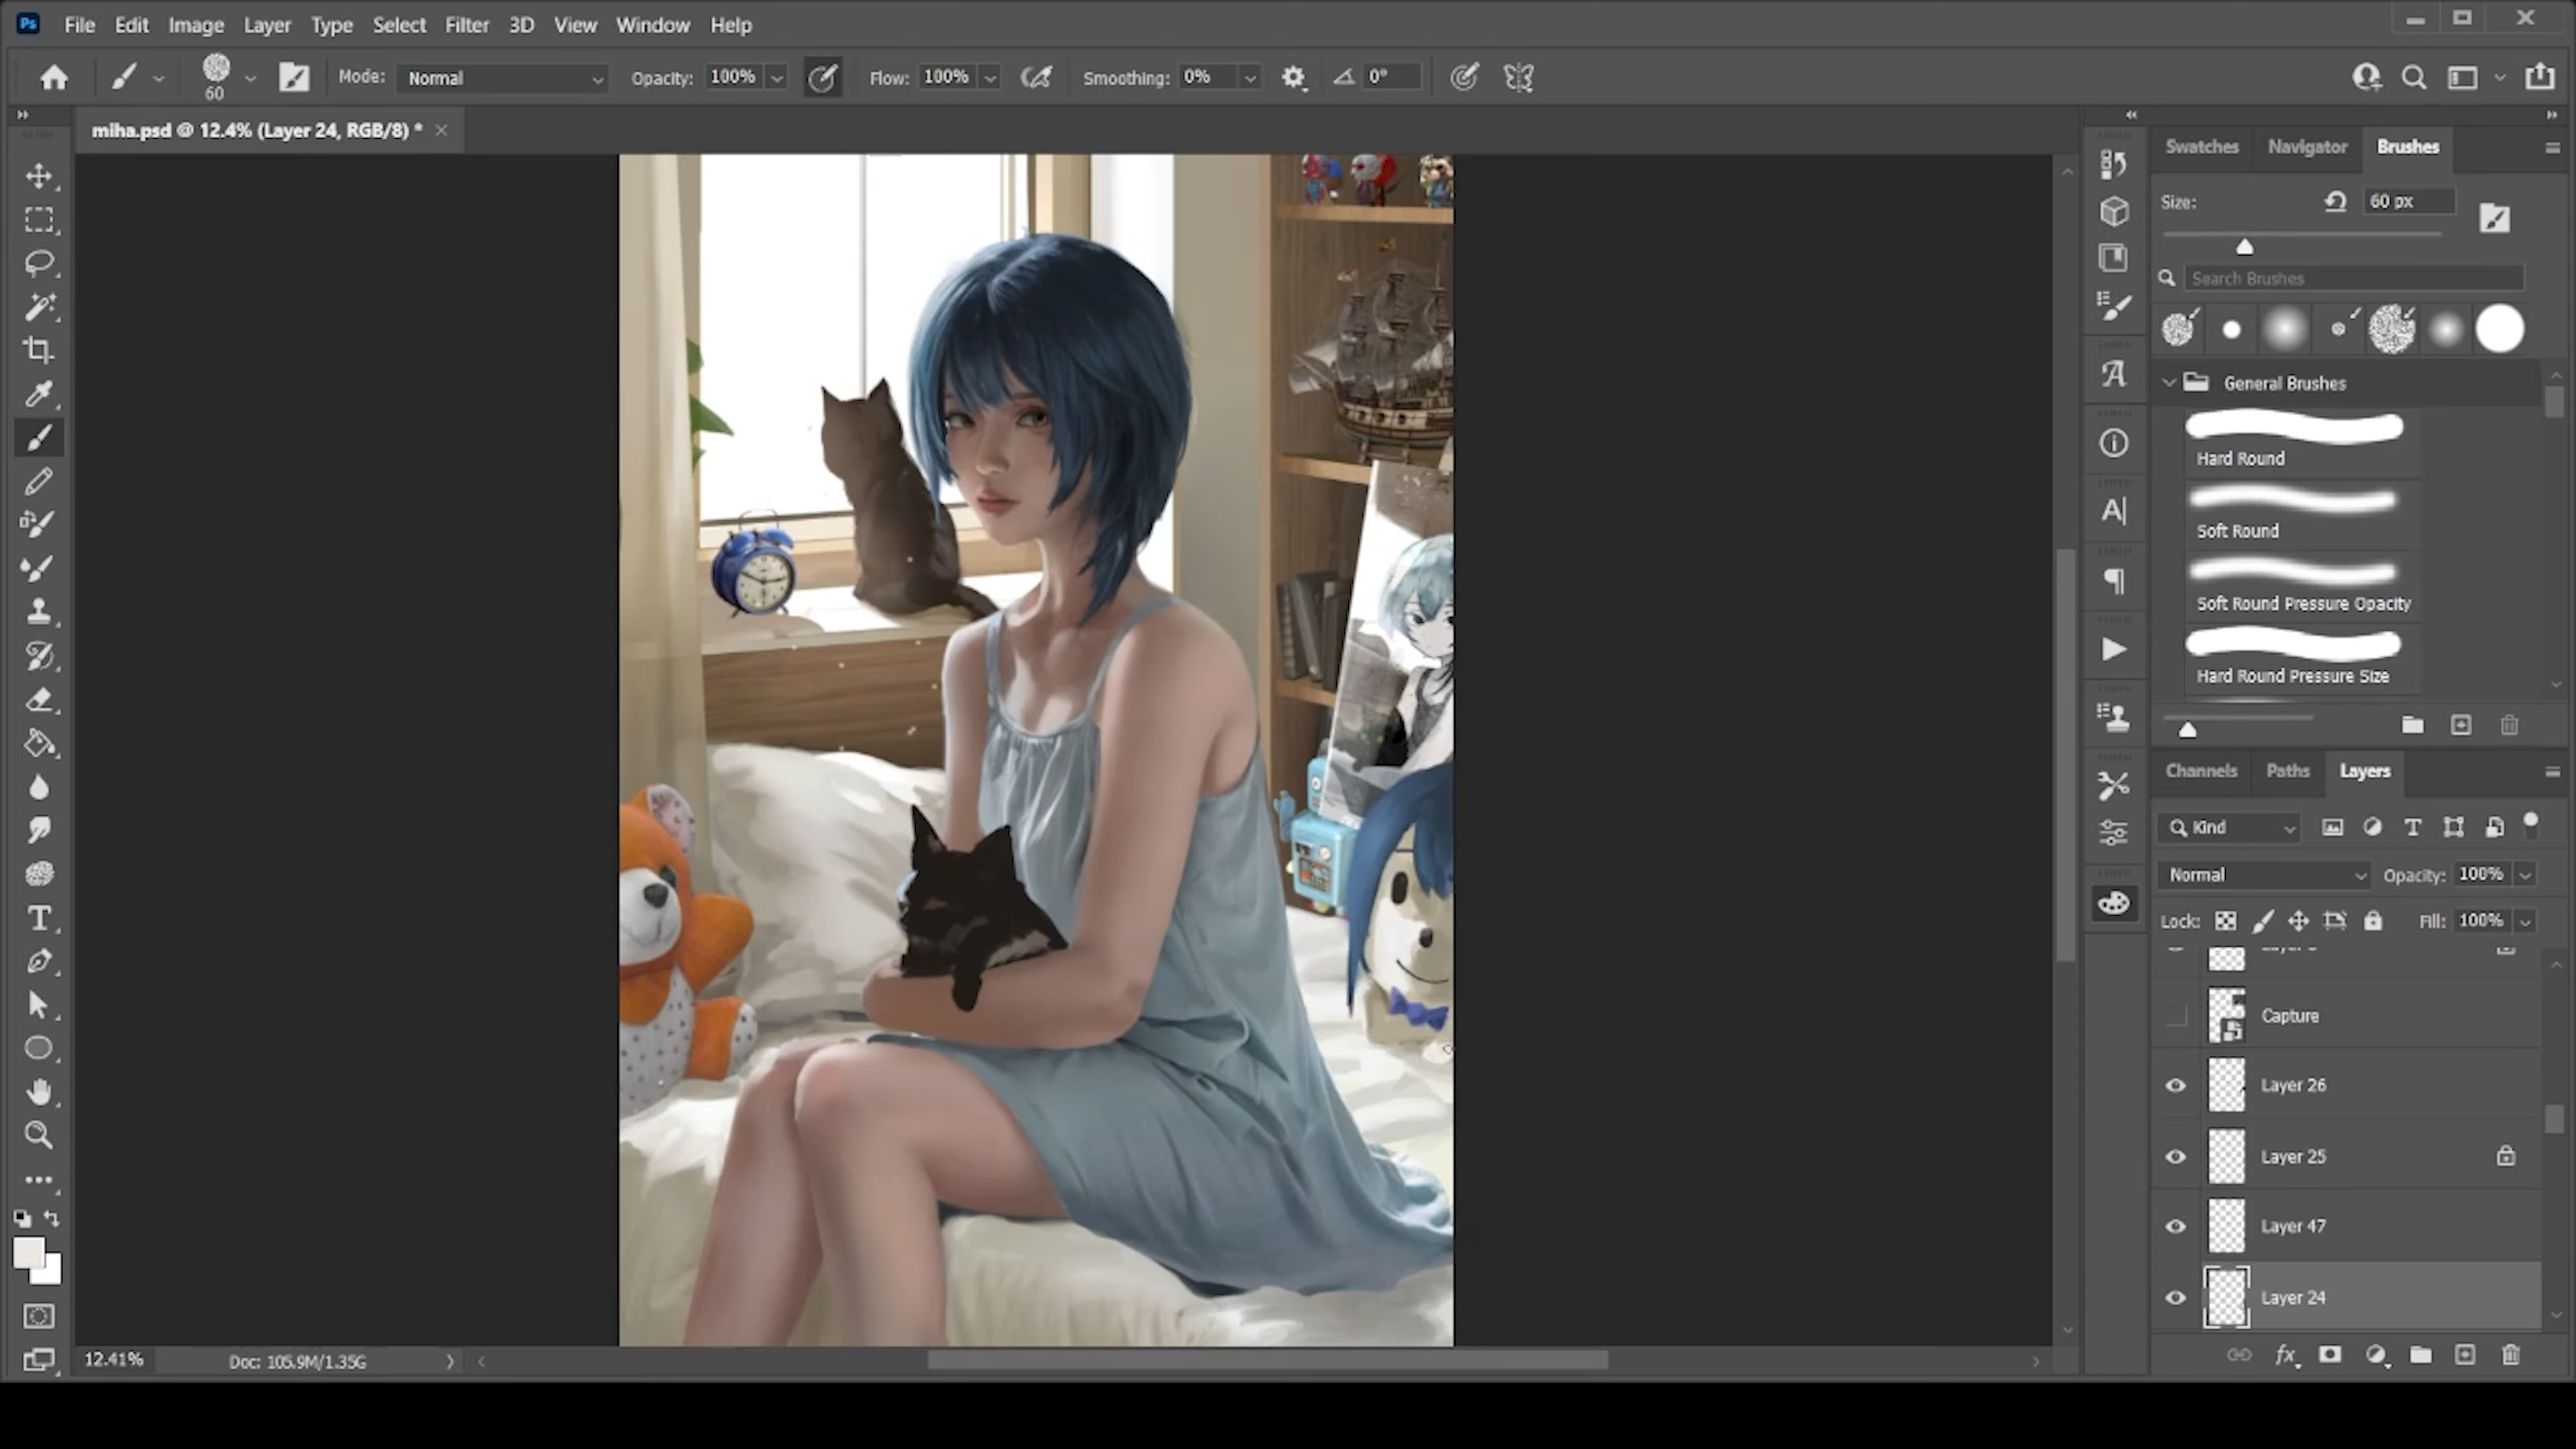 Ps File Edit Image Layer Type Select Filter 3D View Window Help
60 Mode: Normal Opacity: 100% Flow: 100% Smoothing: 0% 0°
miha.psd @ 12.4% (Layer 24, RGB/8) *
Swatches Navigator Brushes
Size: 60 px
Search Brushes
General Brushes
Hard Round
Soft Round
Soft Round Pressure Opacity
Hard Round Pressure Size
Channels Paths Layers
Kind
Normal Opacity: 100%
Lock: Fill: 100%
Capture
Layer 26
Layer 25
Layer 47
Layer 24
12.41% Doc: 105.9M/1.35G